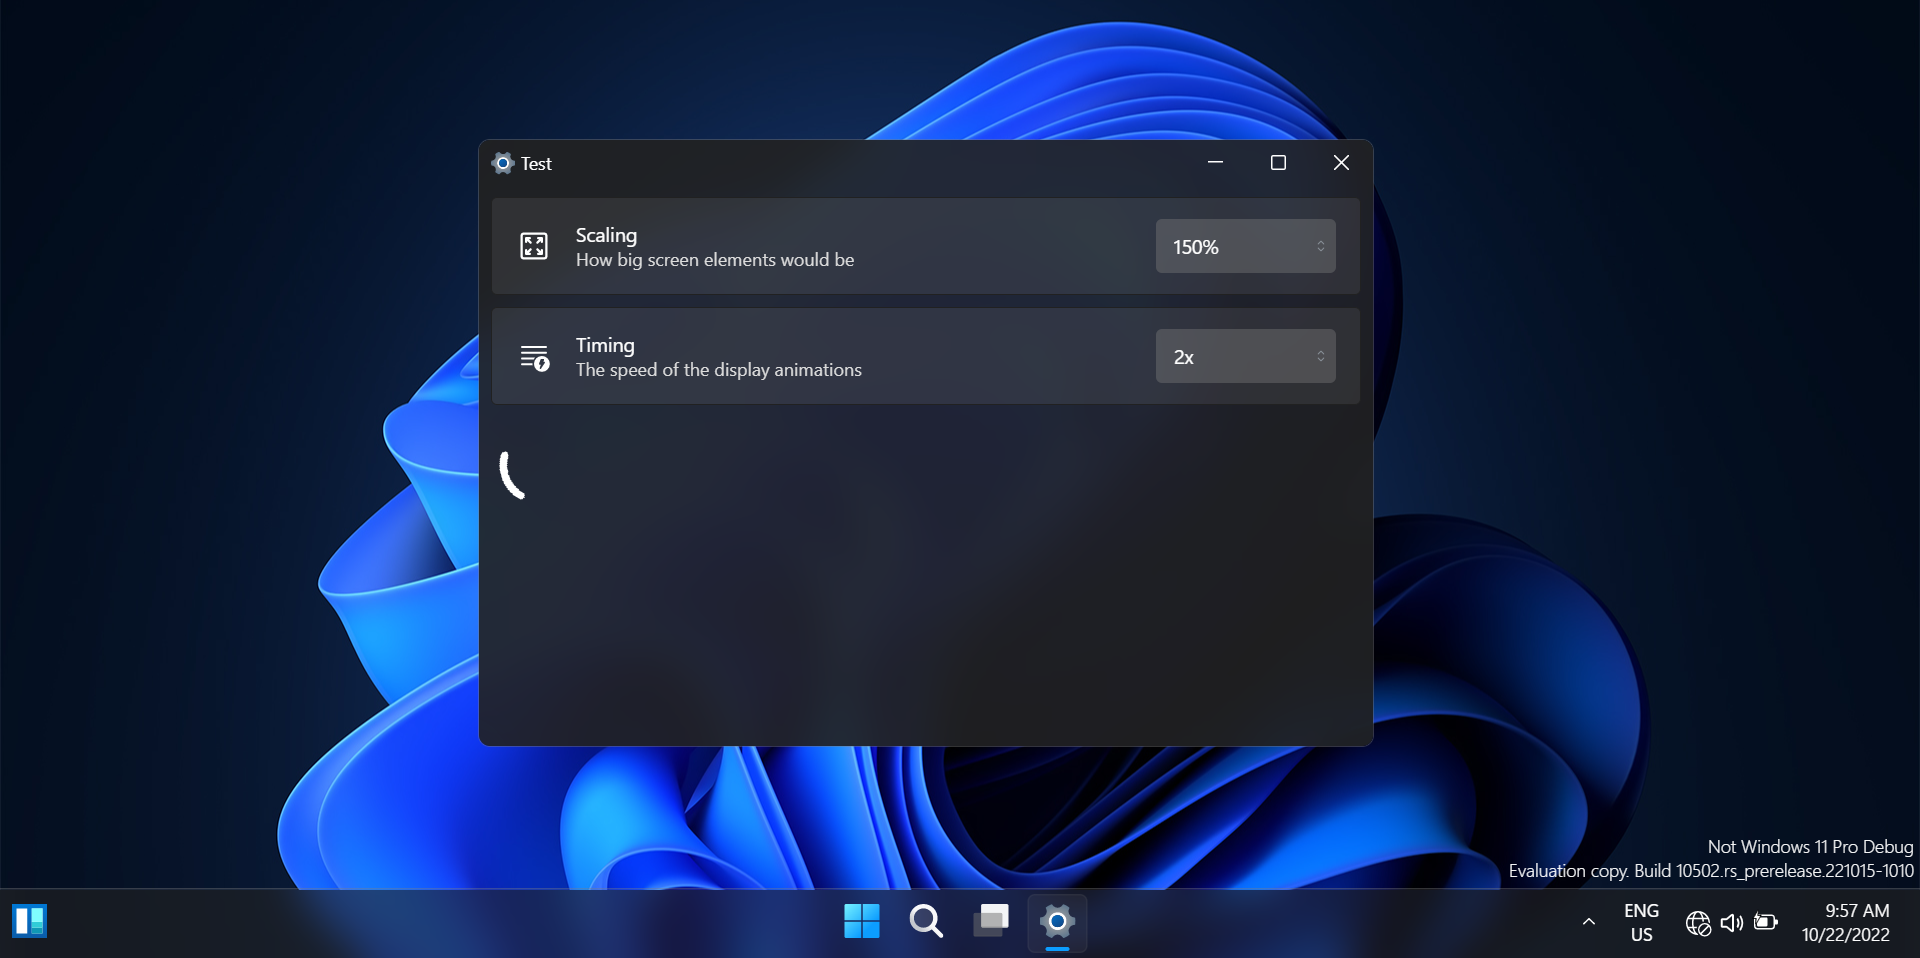 Test
Scaling
How big screen elements would be
150%
Timing
The speed of the display animations
2x
Not Windows 11 Pro Debug
Evaluation copy. Build 10502.rs_prerelease.221015-1010
ENG
US
9:57 AM
10/22/2022